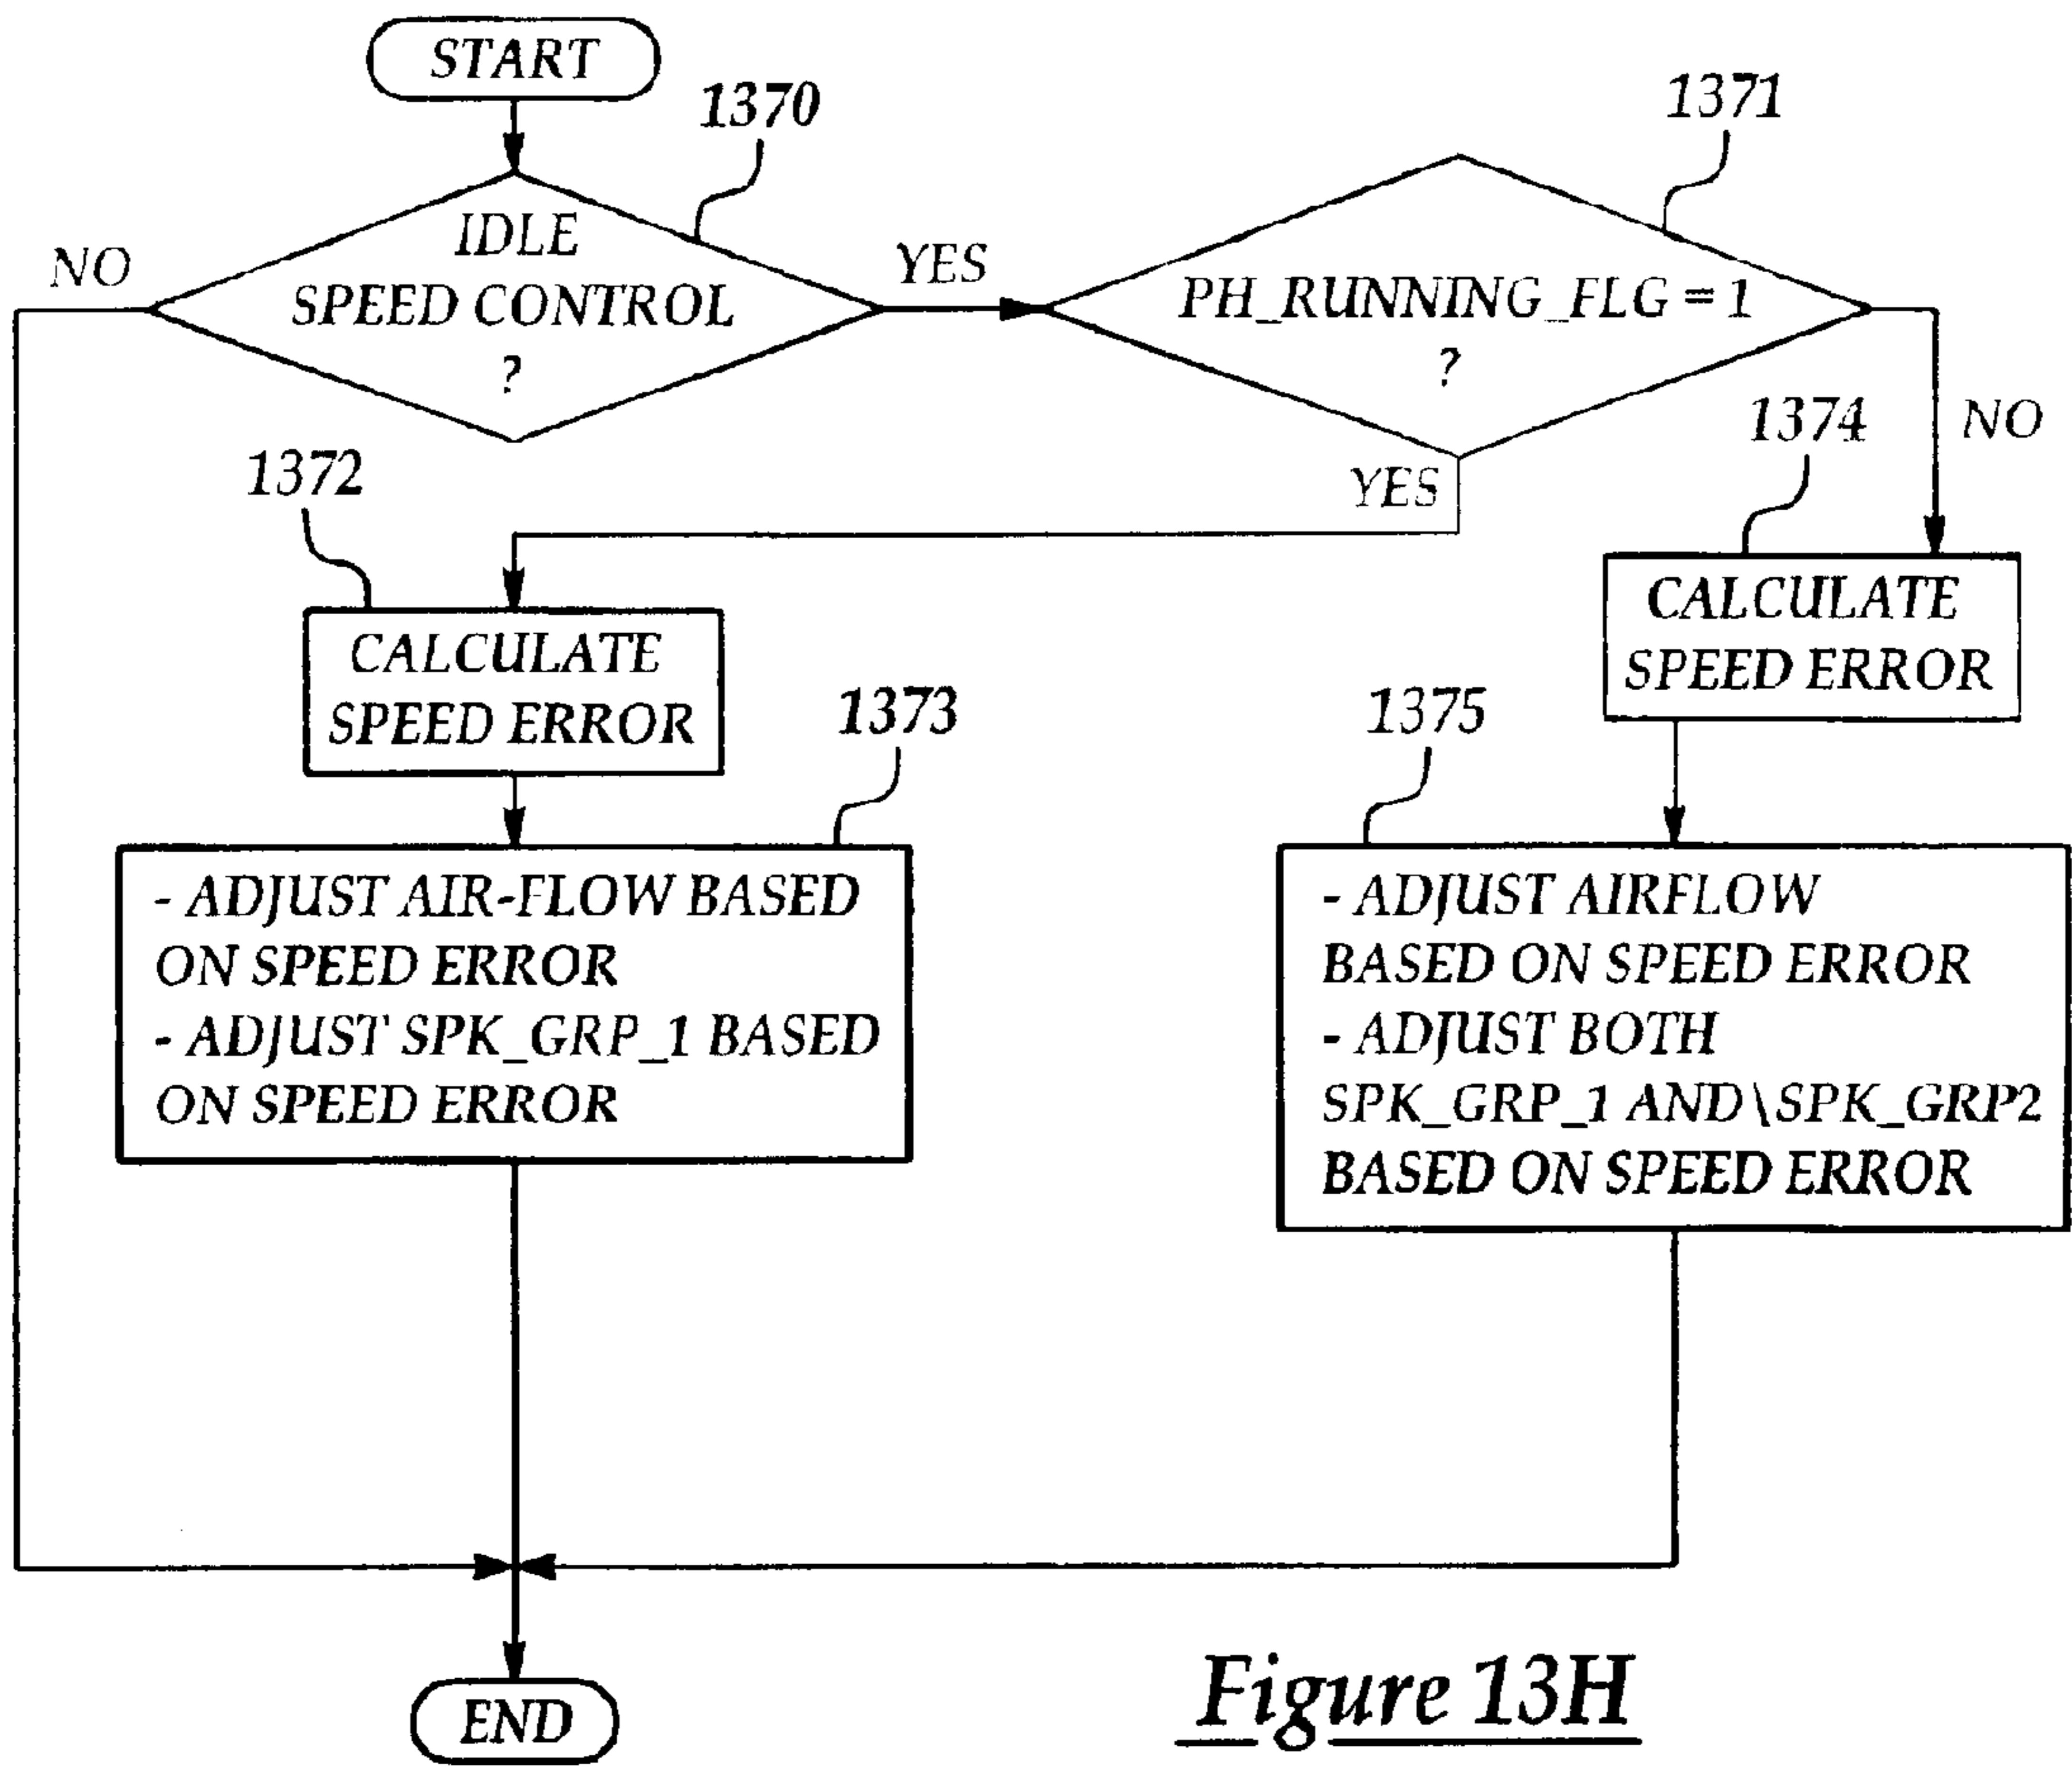 START
1370
1371
IDLE
SPEED CONTROL
?
NO
YES
PH_RUNNING_FLG = 1
?
1374
NO
YES
1372
CALCULATE
SPEED ERROR
CALCULATE
SPEED ERROR
1373
1375
- ADJUST AIR-FLOW BASED
ON SPEED ERROR
- ADJUST SPK_GRP_1 BASED
ON SPEED ERROR
- ADJUST AIRFLOW
BASED ON SPEED ERROR
- ADJUST BOTH
SPK_GRP_1 AND\SPK_GRP2
BASED ON SPEED ERROR
END
Figure 13H